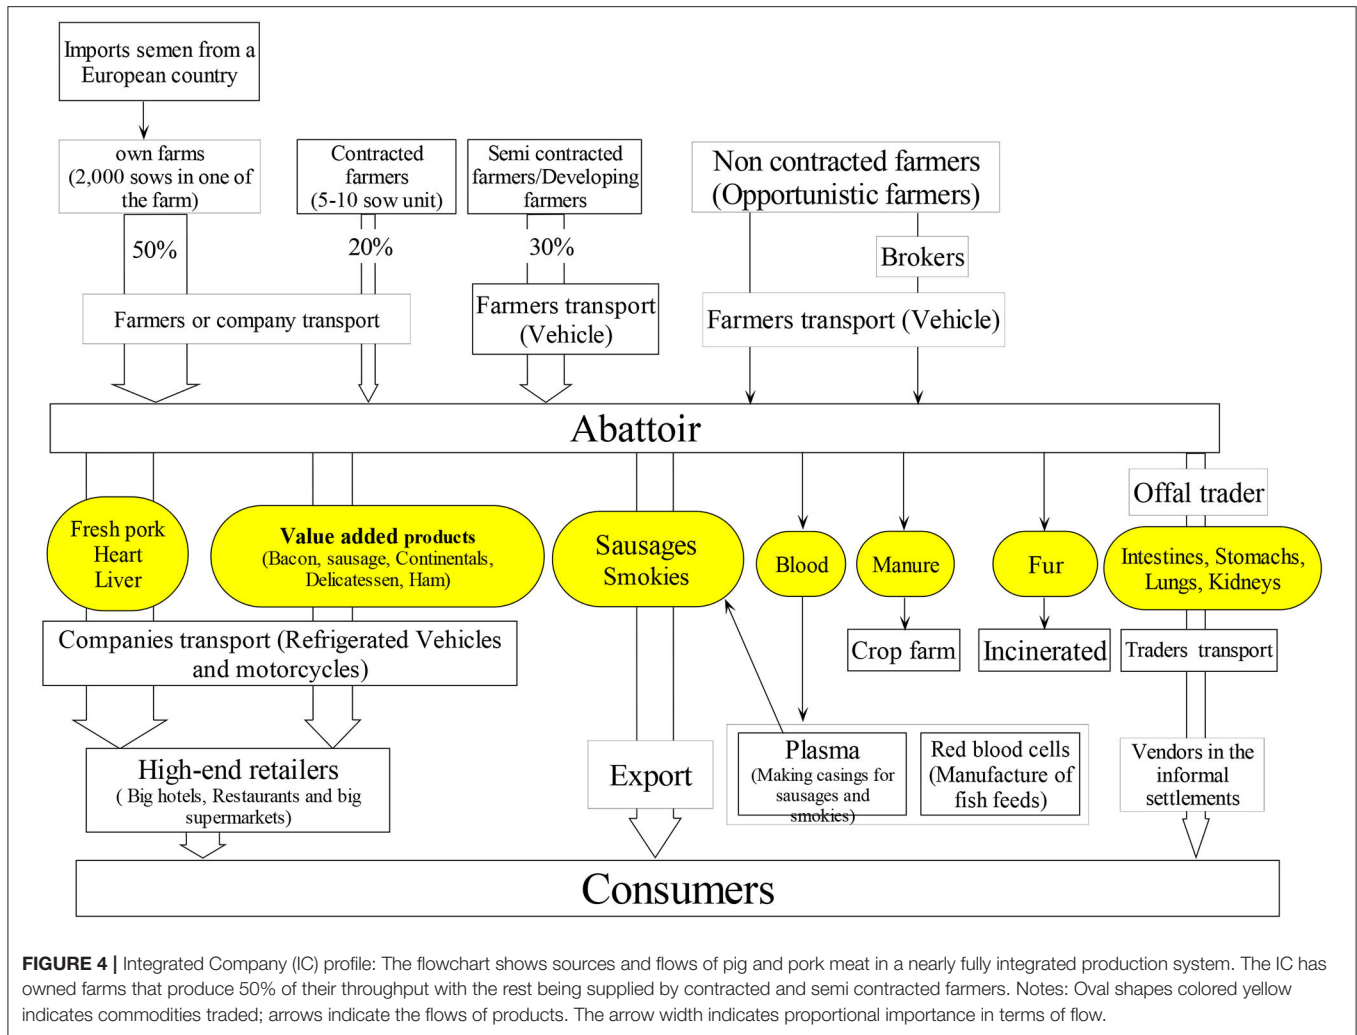 Imports semen from a
European country
own farms
(2,000 sows in one of
the farm)
Contracted
farmers
(5-10 sow unit)
Semi contracted
farmers/Developing
farmers
Non contracted farmers
(Opportunistic farmers)
50%
20%
30%
Brokers
Farmers or company transport
Farmers transport
(Vehicle)
Farmers transport (Vehicle)
Abattoir
Offal trader
Fresh pork
Heart
Liver
Value added products
(Bacon, sausage, Continentals,
Delicatessen, Ham)
Sausages
Smokies
Blood
Manure
Fur
Intestines, Stomachs,
Lungs, Kidneys
Companies transport (Refrigerated Vehicles
and motorcycles)
Crop farm
Incinerated
Traders transport
High-end retailers
( Big hotels, Restaurants and big
supermarkets)
Export
Plasma
(Making casings for
sausages and
smokies)
Red blood cells
(Manufacture of
fish feeds)
Vendors in the
informal
settlements
Consumers
FIGURE 4 | Integrated Company (IC) profile: The flowchart shows sources and flows of pig and pork meat in a nearly fully integrated production system. The IC has
owned farms that produce 50% of their throughput with the rest being supplied by contracted and semi contracted farmers. Notes: Oval shapes colored yellow
indicates commodities traded; arrows indicate the flows of products. The arrow width indicates proportional importance in terms of flow.